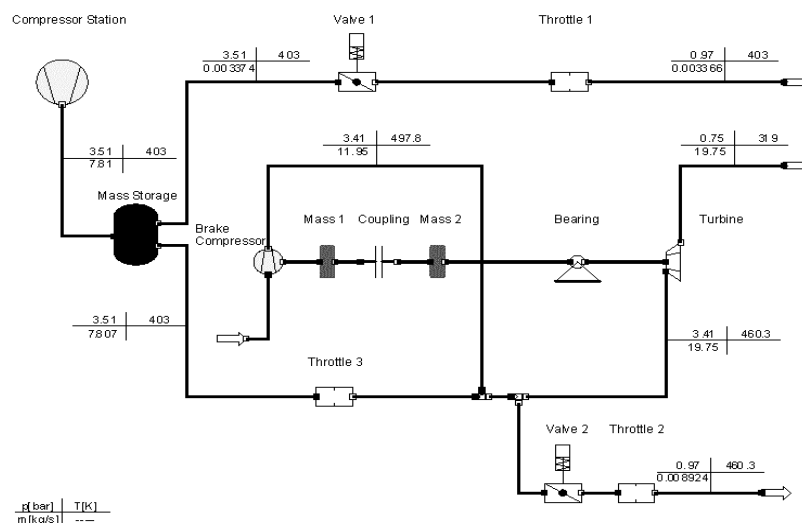 Compressor Station
Valve 1
Throttle 1
3.51 403
0.003374
0.97 403
0.003366
3.51 403
7.81
3.41 497.8
11.95
0.75 319
19.75
Mass Storage
Brake
Compressor
Mass 1 Coupling Mass 2
Bearing
Turbine
3.51 403
7.807
3.41 460.3
19.75
Throttle 3
Valve 2 Throttle 2
0.97 460.3
0.008924
p[bar] T[K]
m[kg/s] ----